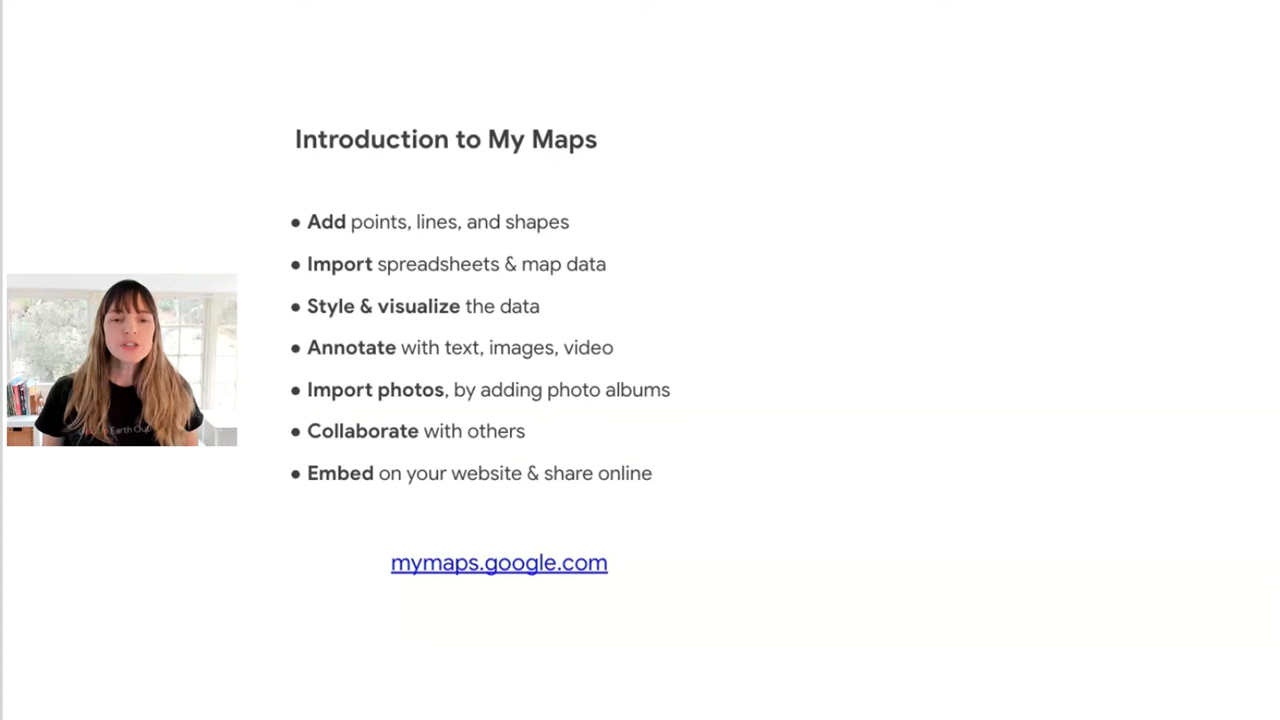 Introduction to My Maps
● Add points, lines, and shapes
● Import spreadsheets & map data
● Style & visualize the data
● Annotate with text, images, video
● Import photos, by adding photo albums
● Collaborate with others
● Embed on your website & share online
mymaps.google.com
Earth